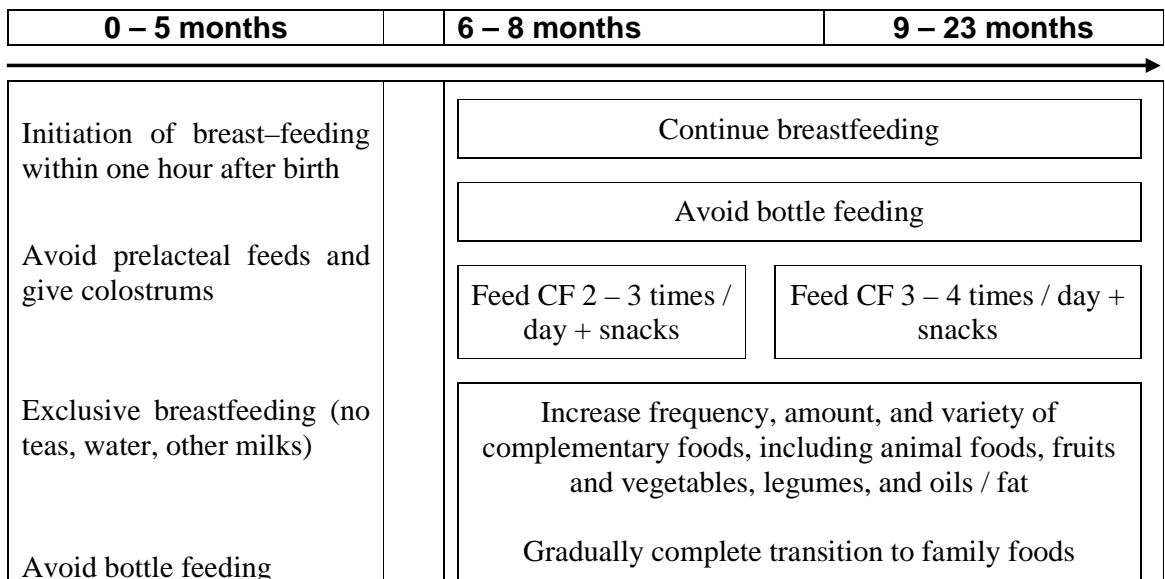 0 – 5 months
6 – 8 months
9 – 23 months
Initiation of breast–feeding
within one hour after birth
Avoid prelacteal feeds and
give colostrums
Exclusive breastfeeding (no
teas, water, other milks)
Avoid bottle feeding
Continue breastfeeding
Avoid bottle feeding
Feed CF 2 – 3 times /
day + snacks
Feed CF 3 – 4 times / day +
snacks
Increase frequency, amount, and variety of
complementary foods, including animal foods, fruits
and vegetables, legumes, and oils / fat
Gradually complete transition to family foods